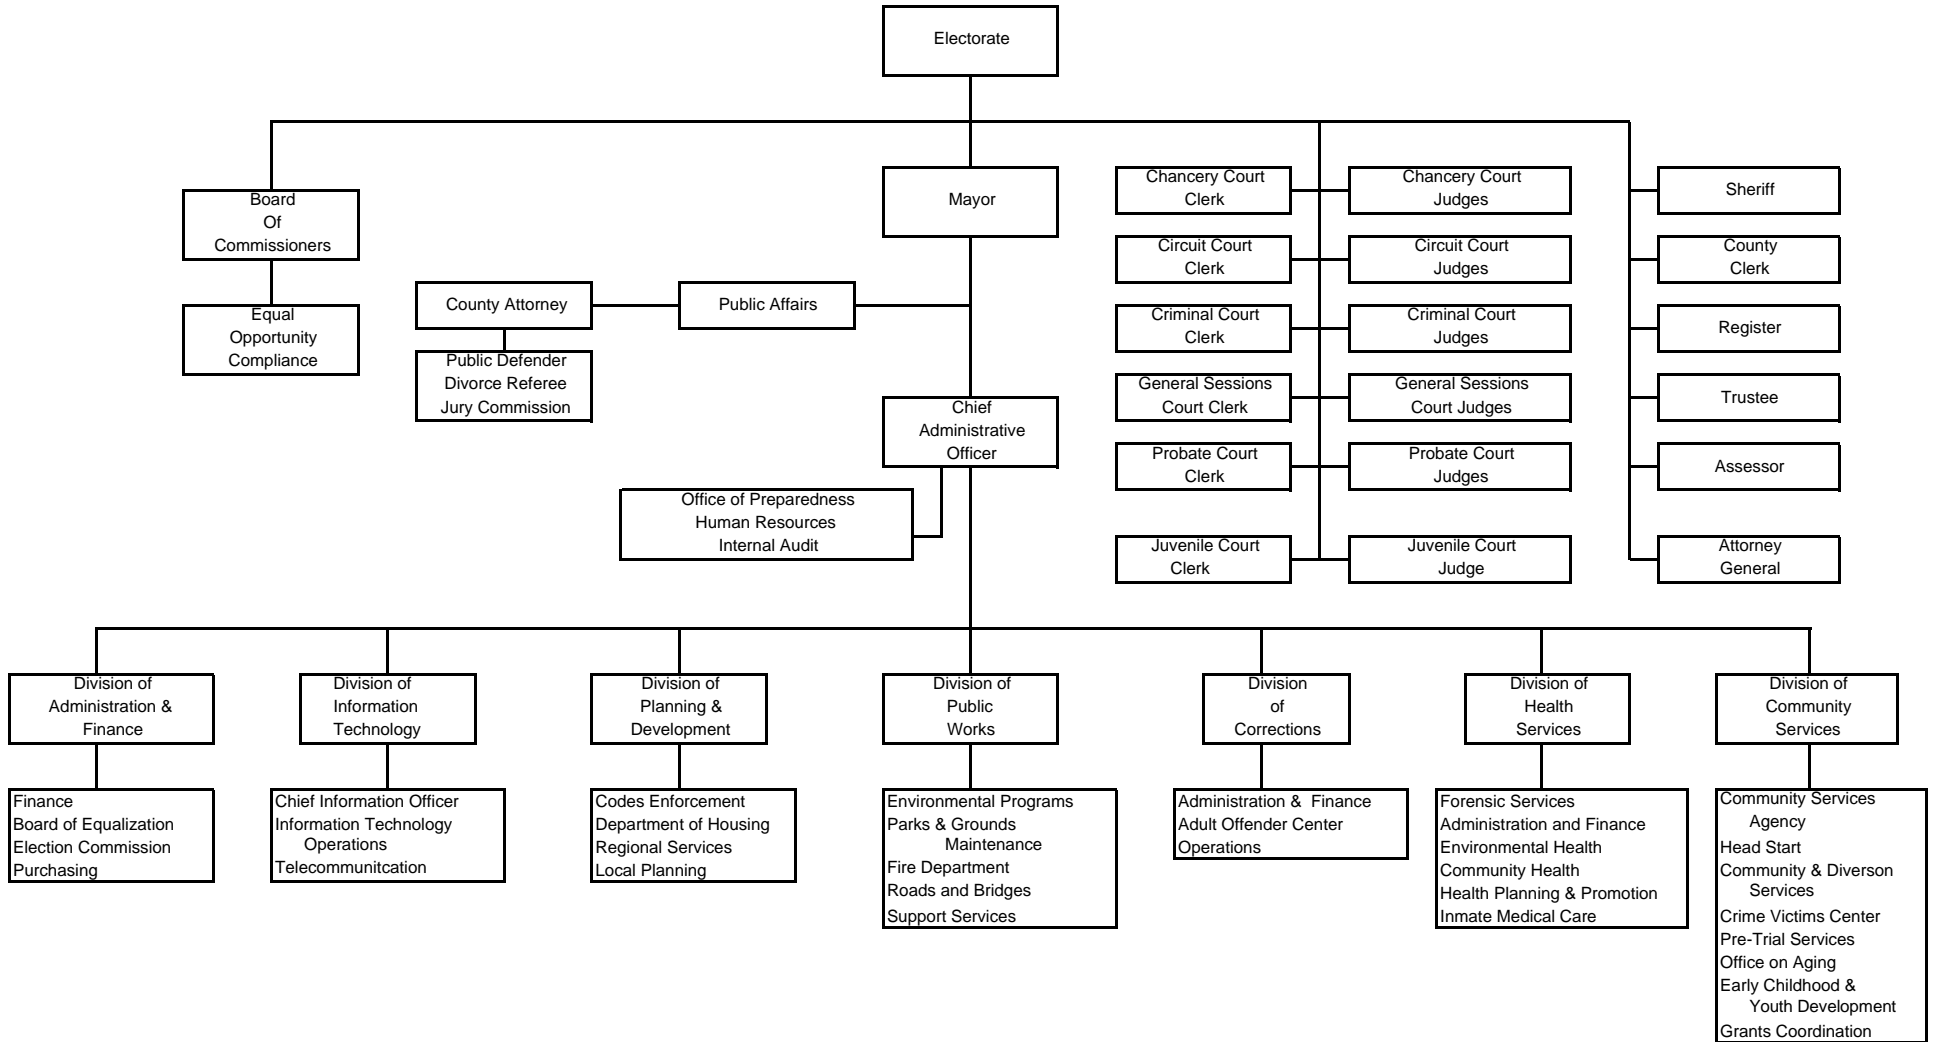 Electorate
Board
Of
Commissioners
Equal
Opportunity
Compliance
Mayor
County Attorney
Public Affairs
Public Defender
Divorce Referee
Jury Commission
Chief
Administrative
Officer
Office of Preparedness
Human Resources
Internal Audit
Chancery Court
Clerk
Chancery Court
Judges
Circuit Court
Clerk
Circuit Court
Judges
Criminal Court
Clerk
Criminal Court
Judges
General Sessions
Court Clerk
General Sessions
Court Judges
Probate Court
Clerk
Probate Court
Judges
Juvenile Court
Clerk
Juvenile Court
Judge
Sheriff
County
Clerk
Register
Trustee
Assessor
Attorney
General
Division of
Administration &
Finance
Finance
Board of Equalization
Election Commission
Purchasing
Division of
Information
Technology
Chief Information Officer
Information Technology
Operations
Telecommunitcation
Division of
Planning &
Development
Codes Enforcement
Department of Housing
Regional Services
Local Planning
Division of
Public
Works
Environmental Programs
Parks & Grounds
Maintenance
Fire Department
Roads and Bridges
Support Services
Division
of
Corrections
Administration & Finance
Adult Offender Center
Operations
Division of
Health
Services
Forensic Services
Administration and Finance
Environmental Health
Community Health
Health Planning & Promotion
Inmate Medical Care
Division of
Community
Services
Community Services
Agency
Head Start
Community & Diverson
Services
Crime Victims Center
Pre-Trial Services
Office on Aging
Early Childhood &
Youth Development
Grants Coordination